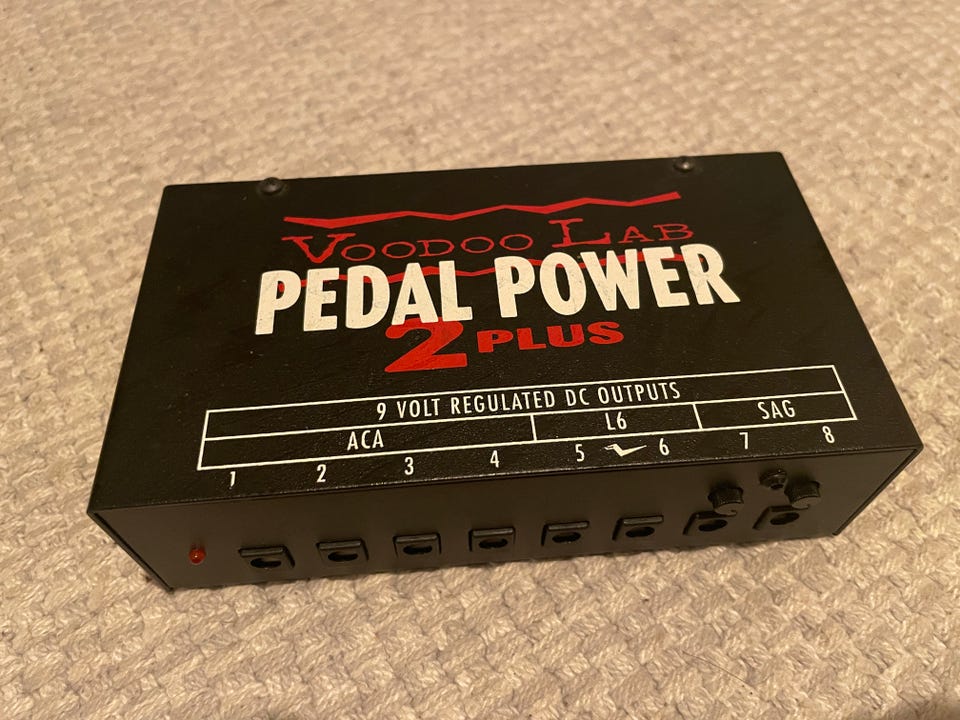 VOODOO LAB
PEDAL POWER
2 PLUS
9 VOLT REGULATED DC OUTPUTS
ACA L6 SAG
1 2 3 4 5 6 7 8